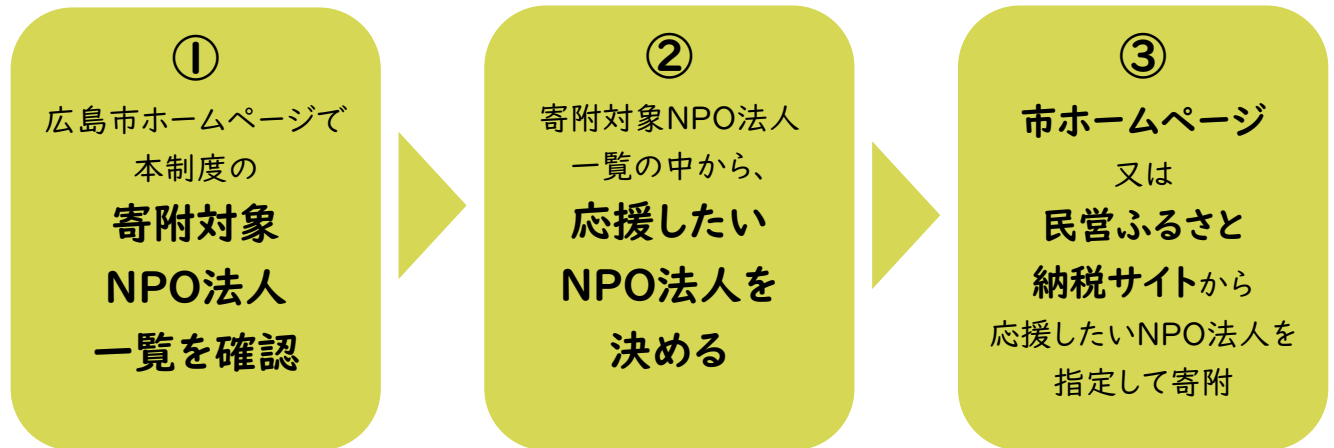 ①
広島市ホームページで
本制度の
寄附対象
NPO法人
一覧を確認
②
寄附対象NPO法人
一覧の中から、
応援したい
NPO法人を
決める
③
市ホームページ
又は
民営ふるさと
納税サイトから
応援したいNPO法人を
指定して寄附